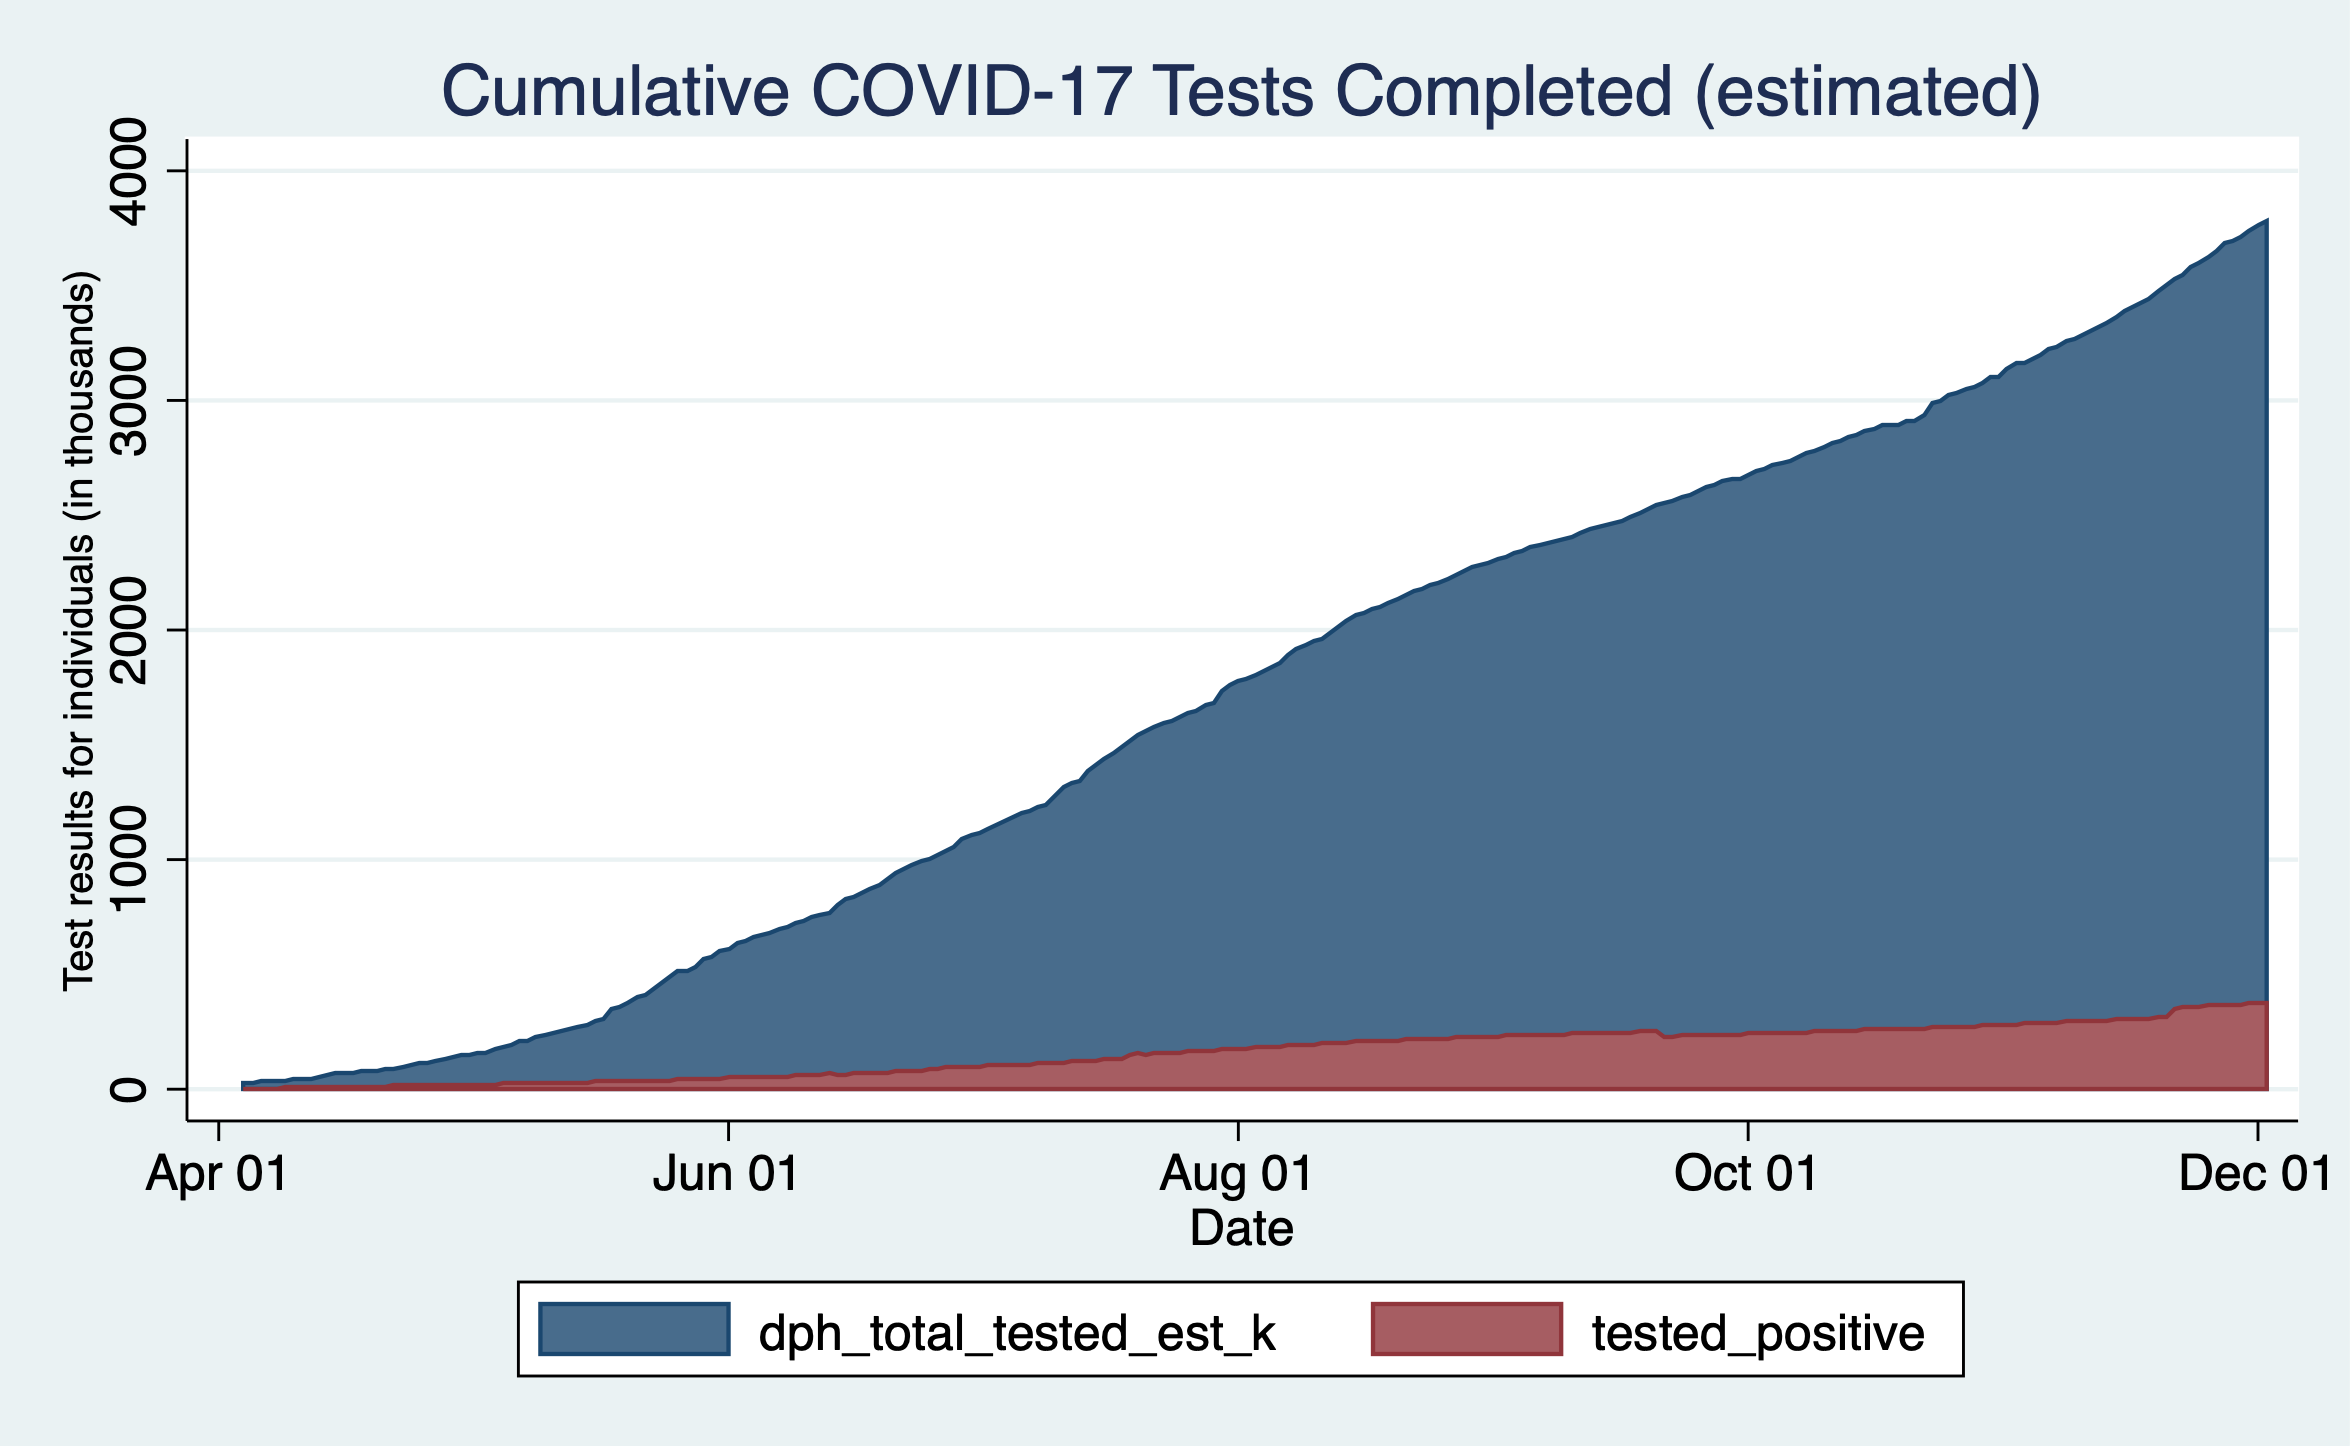 Cumulative COVID-17 Tests Completed (estimated)
Test results for individuals (in thousands)
4000
3000
2000
1000
0
Apr 01
Jun 01
Aug 01
Oct 01
Dec 01
Date
dph_total_tested_est_k
tested_positive